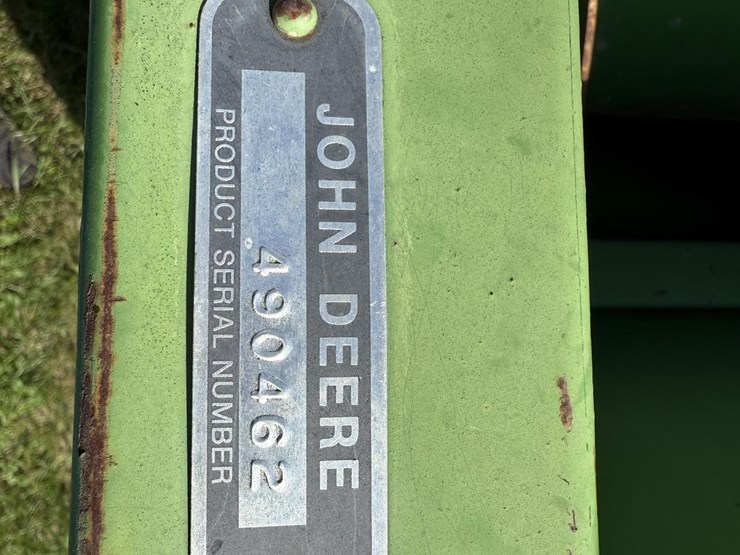 JOHN DEERE
490462
PRODUCT SERIAL NUMBER